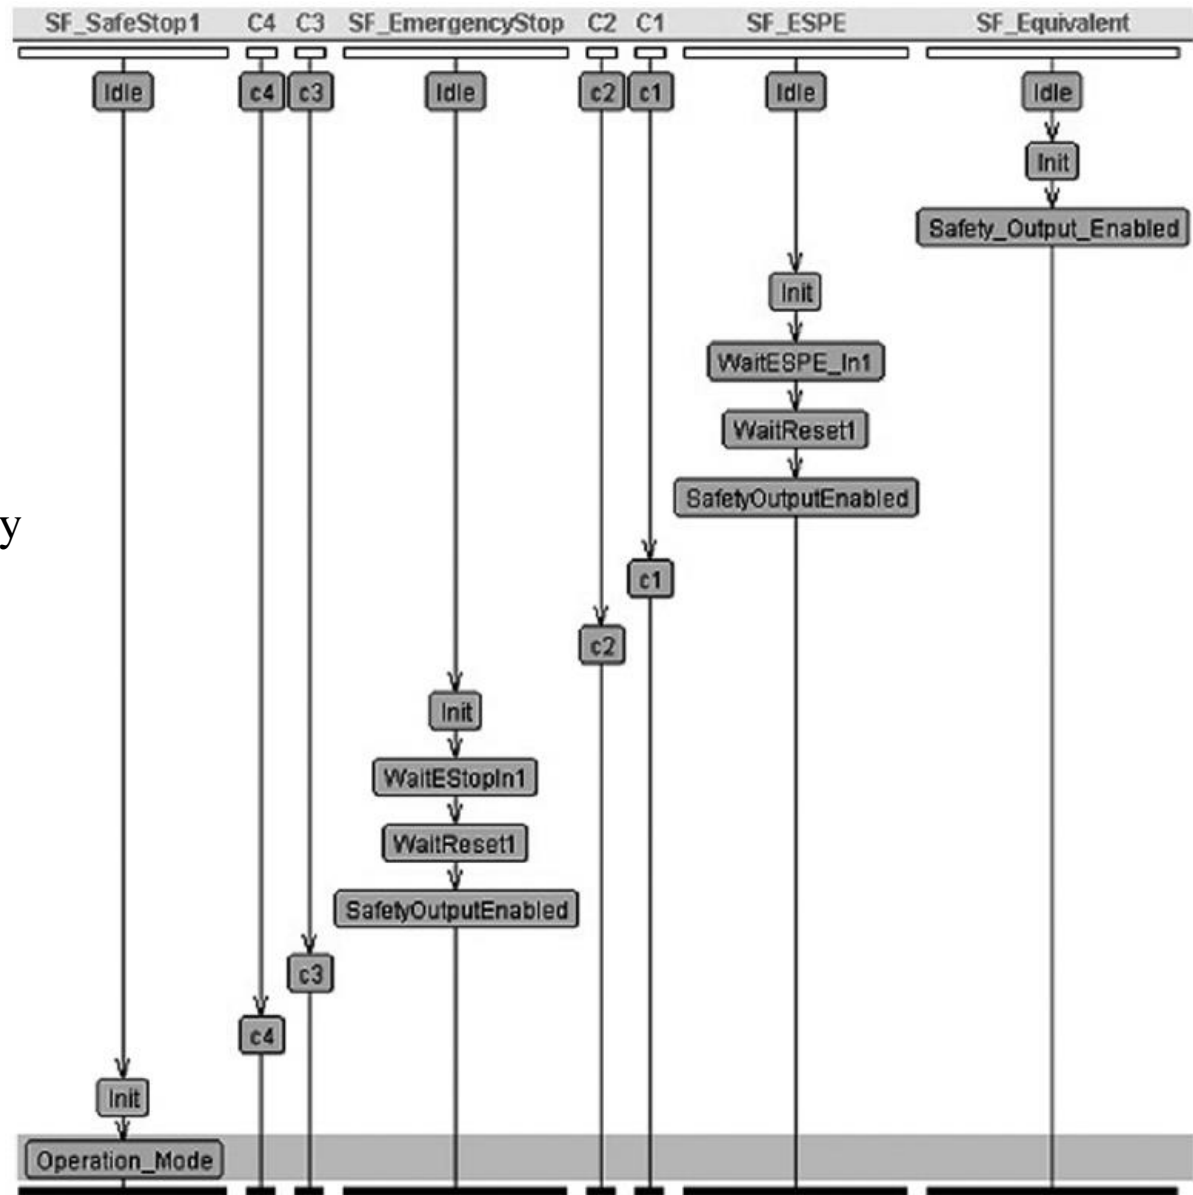 SF_SafeStop1 C4 C3 SF_EmergencyStop C2 C1 SF_ESPE SF_Equivalent
Idle c4 c3 Idle c2 c1 Idle Idle
Init
Safety_Output_Enabled
Init
WaitESPE_In1
WaitReset1
SafetyOutputEnabled
y
c1
c2
Init
WaitEStopIn1
WaitReset1
SafetyOutputEnabled
c3
c4
Init
Operation_Mode